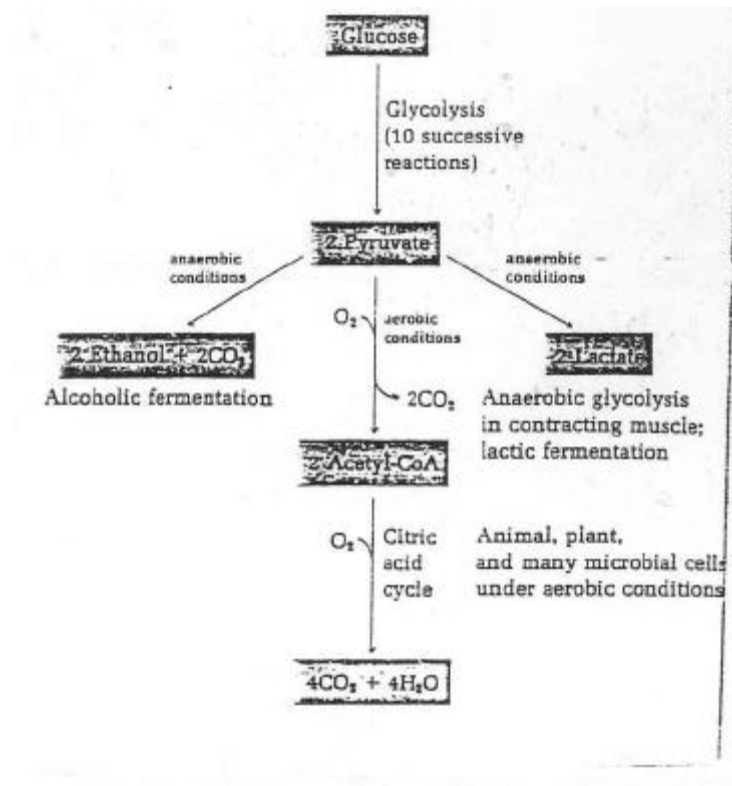 Glucose
Glycolysis
(10 successive
reactions)
2 Pyruvate
anaerobic
conditions
anaerobic
conditions
O₂
aerobic
conditions
2 Ethanol + 2CO₂
2 Lactate
Alcoholic fermentation
2CO₂
Anaerobic glycolysis
in contracting muscle;
lactic fermentation
2 Acetyl-CoA
O₂
Citric
acid
cycle
Animal, plant,
and many microbial cells
under aerobic conditions
4CO₂ + 4H₂O